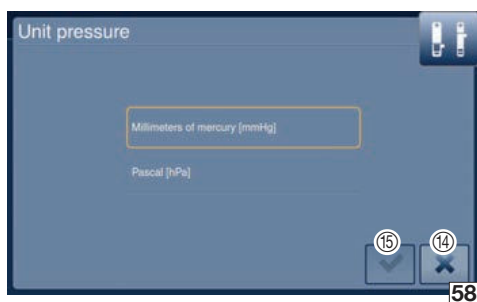 Unit pressure
Millimeters of mercury [mmHg]
Pascal [hPa]
⑮ ⑭
58